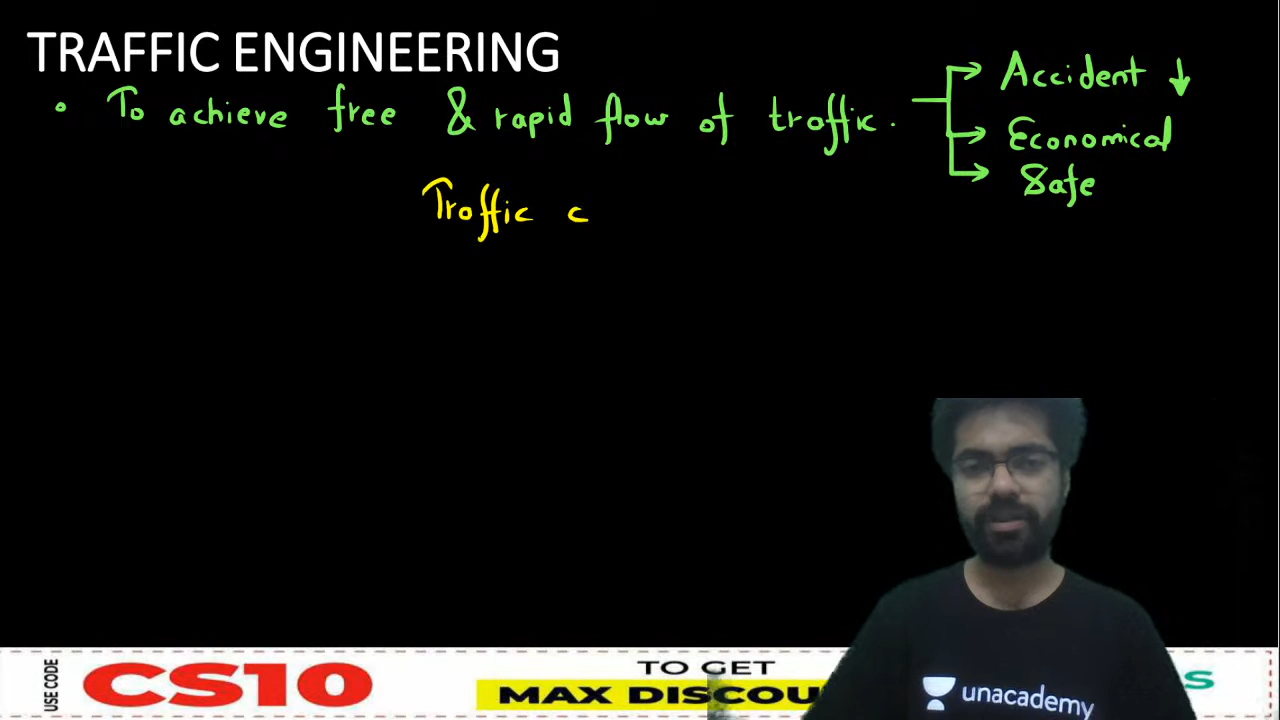 TRAFFIC ENGINEERING
• To achieve free & rapid flow of traffic.
Accident ↓
Economical
Safe
Traffic c
USE CODE
CS10
TO GET
MAX DISCOU
S
unacademy